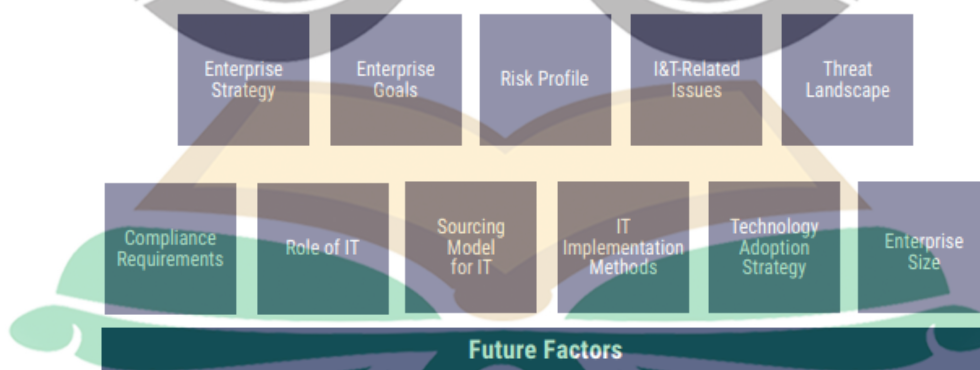 Enterprise
Strategy
Enterprise
Goals
Risk Profile
I&T-Related
Issues
Threat
Landscape
Compliance
Requirements
Role of IT
Sourcing
Model
for IT
IT
Implementation
Methods
Technology
Adoption
Strategy
Enterprise
Size
Future Factors